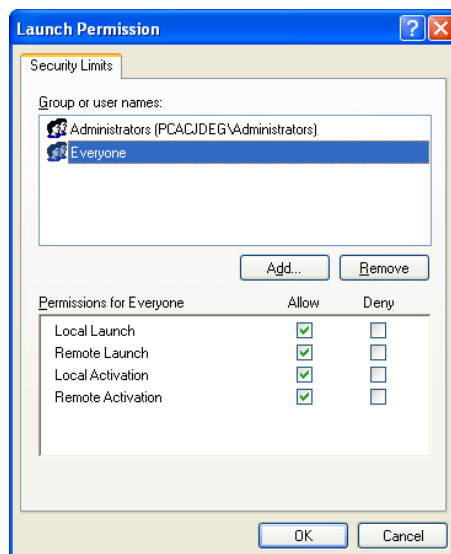 Launch Permission
Security Limits
Group or user names:
Administrators (PCACJDEG\Administrators)
Everyone
Add...
Remove
Permissions for Everyone
Allow
Deny
Local Launch
Remote Launch
Local Activation
Remote Activation
OK
Cancel